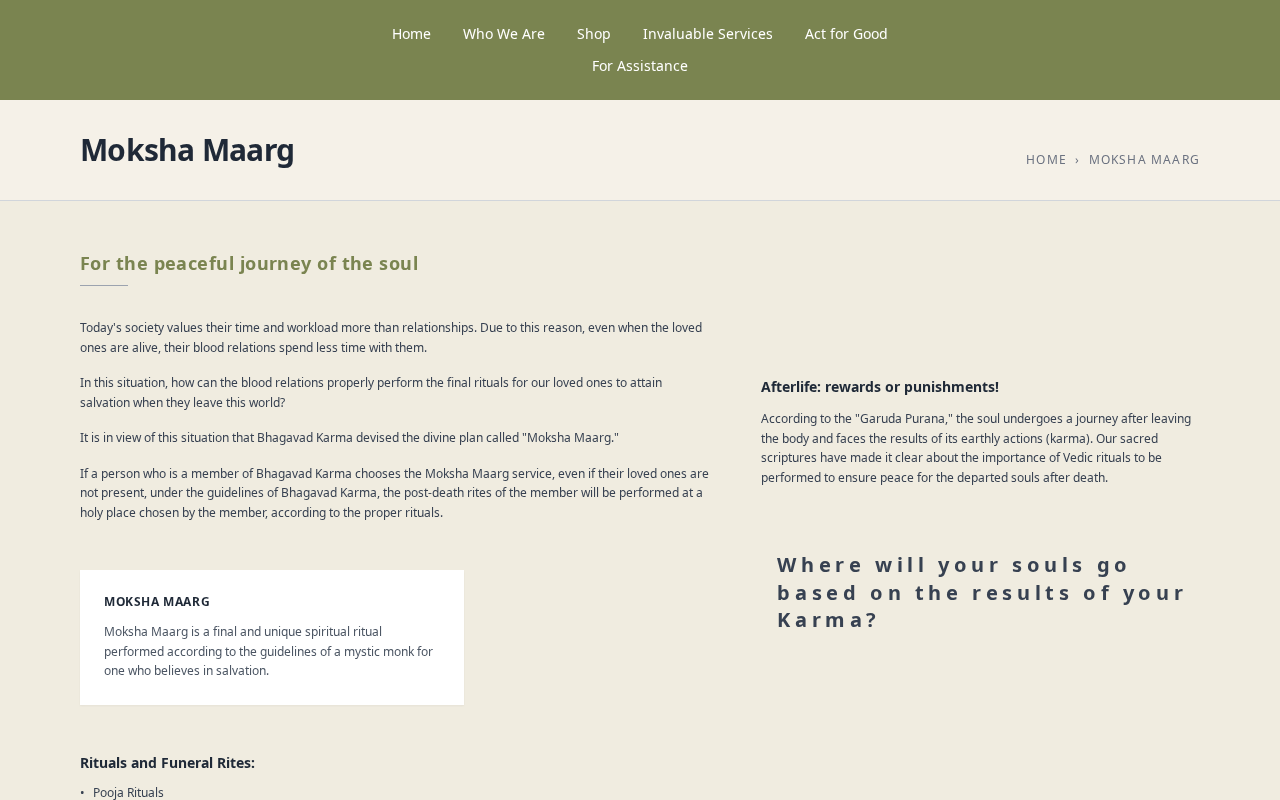 Home Who We Are Shop Invaluable Services Act for Good
For Assistance
Moksha Maarg
HOME › MOKSHA MAARG
For the peaceful journey of the soul
Today's society values their time and workload more than relationships. Due to this reason, even when the loved
ones are alive, their blood relations spend less time with them.
In this situation, how can the blood relations properly perform the final rituals for our loved ones to attain
salvation when they leave this world?
It is in view of this situation that Bhagavad Karma devised the divine plan called "Moksha Maarg."
If a person who is a member of Bhagavad Karma chooses the Moksha Maarg service, even if their loved ones are
not present, under the guidelines of Bhagavad Karma, the post-death rites of the member will be performed at a
holy place chosen by the member, according to the proper rituals.
MOKSHA MAARG
Moksha Maarg is a final and unique spiritual ritual
performed according to the guidelines of a mystic monk for
one who believes in salvation.
Rituals and Funeral Rites:
• Pooja Rituals
Afterlife: rewards or punishments!
According to the "Garuda Purana," the soul undergoes a journey after leaving
the body and faces the results of its earthly actions (karma). Our sacred
scriptures have made it clear about the importance of Vedic rituals to be
performed to ensure peace for the departed souls after death.
Where will your souls go
based on the results of your
Karma?